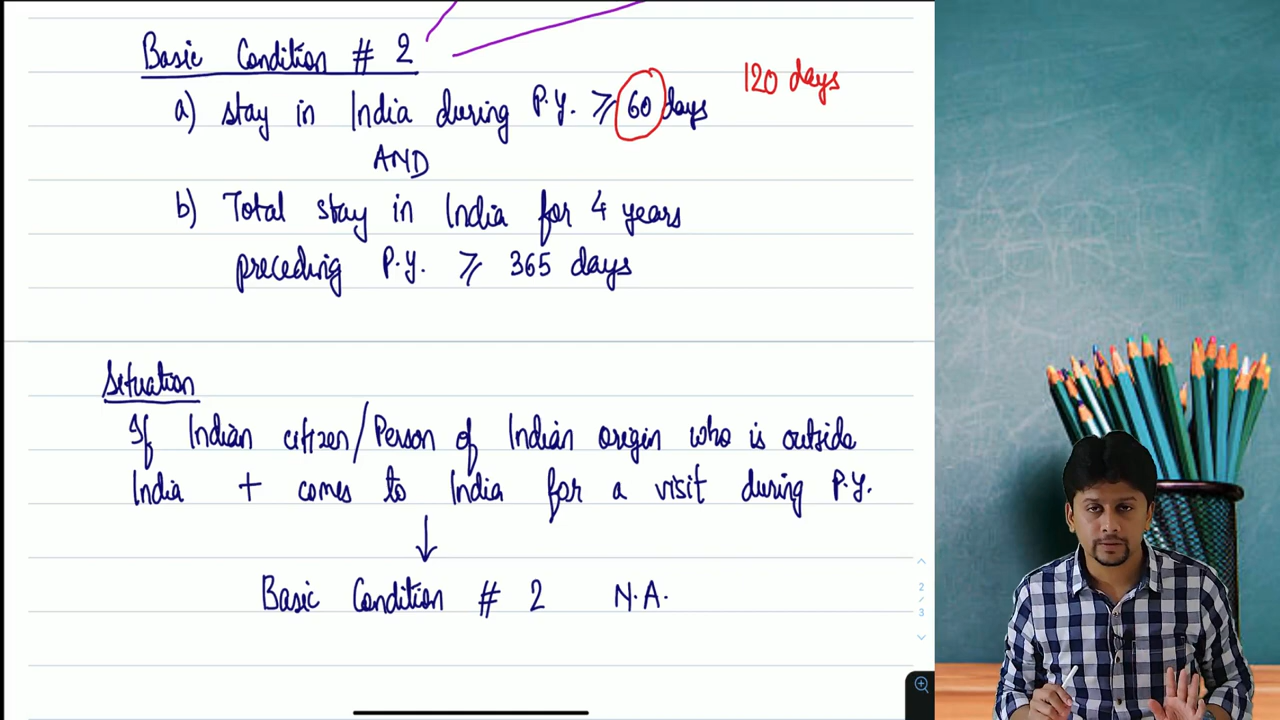 Basic Condition # 2
a) stay in India during P.Y. ⩾ 60 days 120 days
AND
b) Total stay in India for 4 years
preceding P.Y. ⩾ 365 days
Situation
If Indian citizen/Person of Indian origin who is outside
India + comes to India for a visit during P.Y.
↓
Basic Condition # 2 N.A.
2
/
3